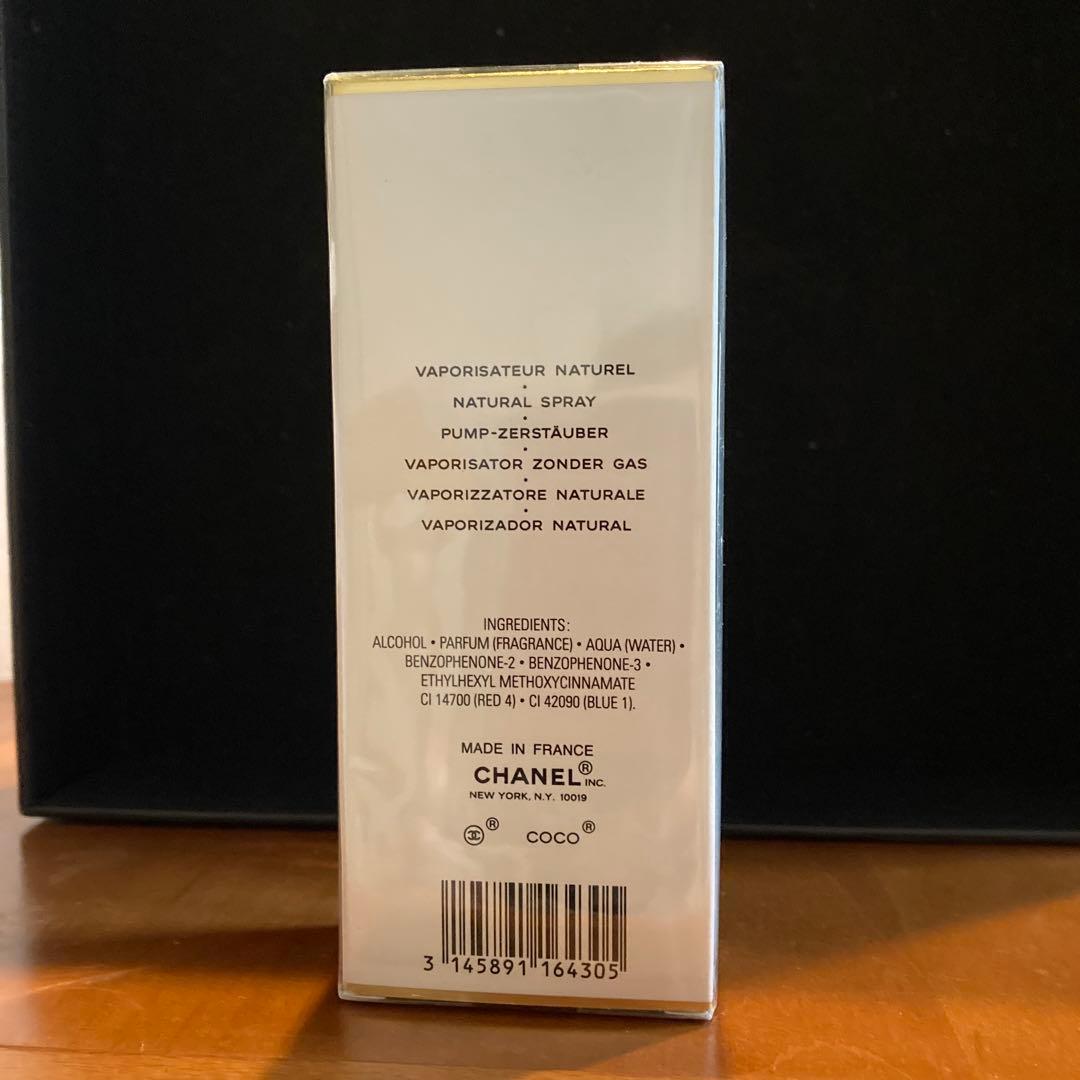 VAPORISATEUR NATUREL
•
NATURAL SPRAY
•
PUMP-ZERSTÄUBER
•
VAPORISATOR ZONDER GAS
•
VAPORIZZATORE NATURALE
•
VAPORIZADOR NATURAL
INGREDIENTS:
ALCOHOL • PARFUM (FRAGRANCE) • AQUA (WATER) •
BENZOPHENONE-2 • BENZOPHENONE-3 •
ETHYLHEXYL METHOXYCINNAMATE
CI 14700 (RED 4) • CI 42090 (BLUE 1).
MADE IN FRANCE
CHANEL® INC.
NEW YORK, N.Y. 10019
® COCO®
3 145891 164305